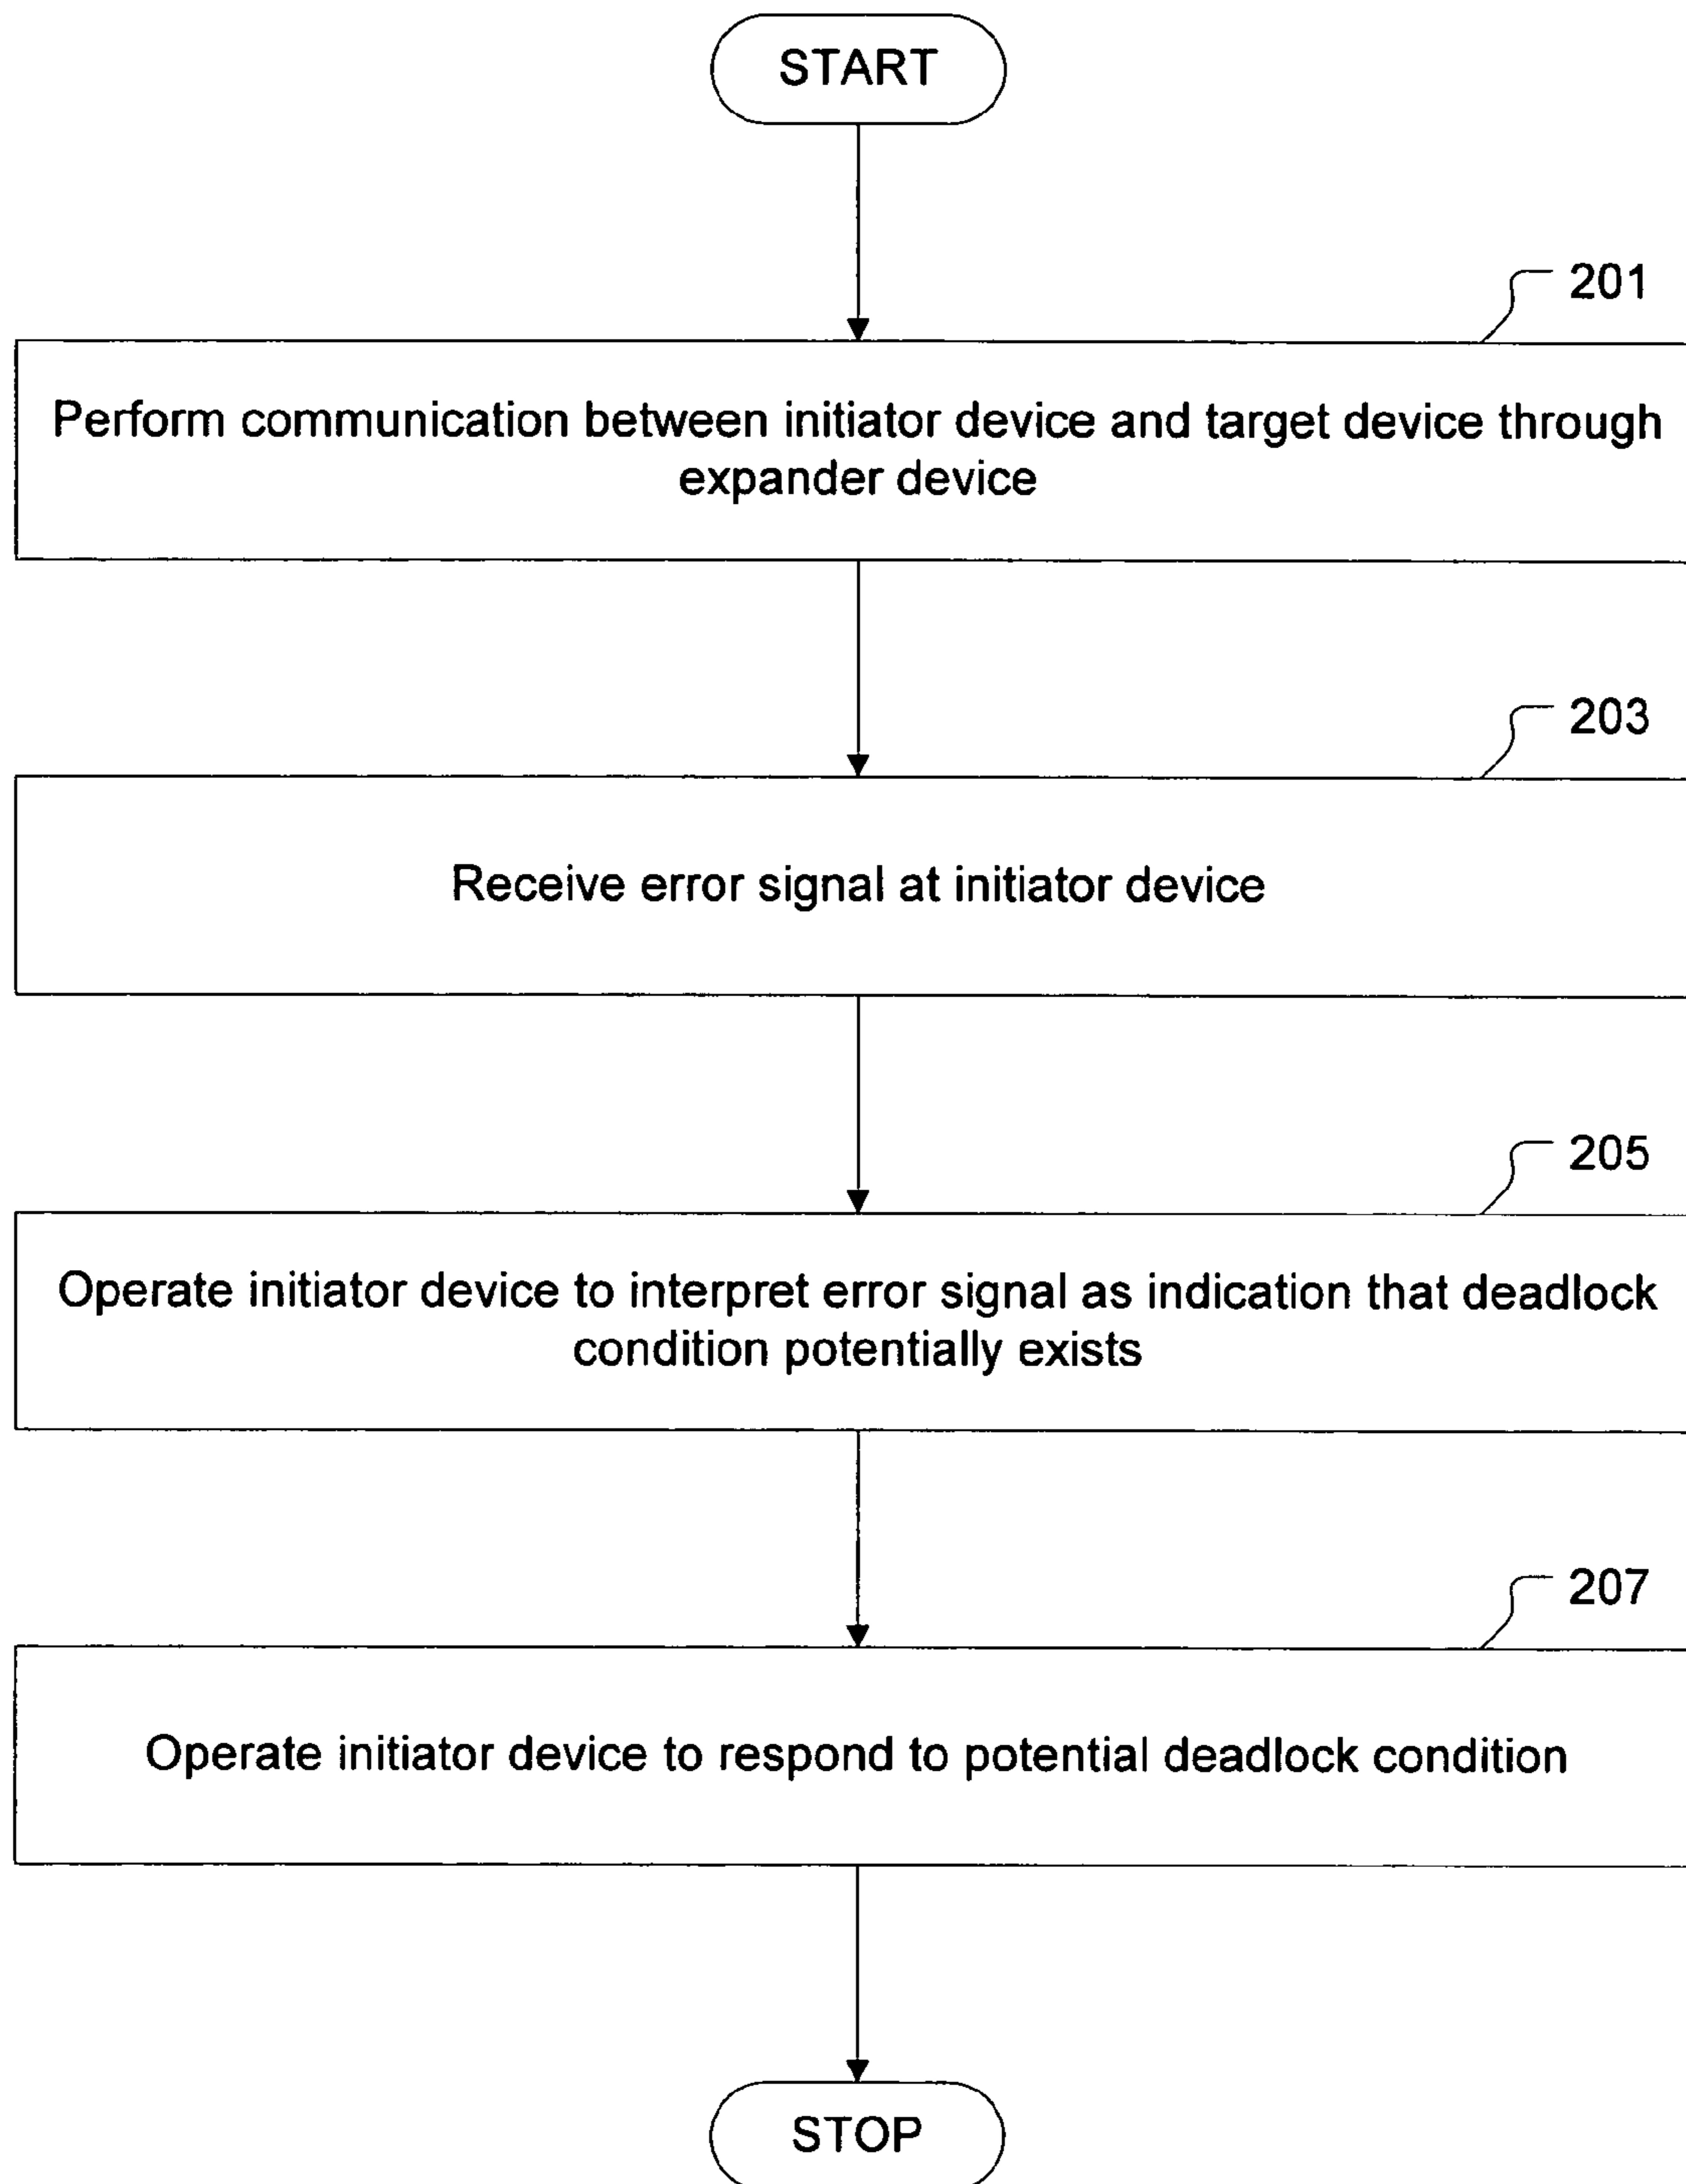 START
201
Perform communication between initiator device and target device through
expander device
203
Receive error signal at initiator device
205
Operate initiator device to interpret error signal as indication that deadlock
condition potentially exists
207
Operate initiator device to respond to potential deadlock condition
STOP